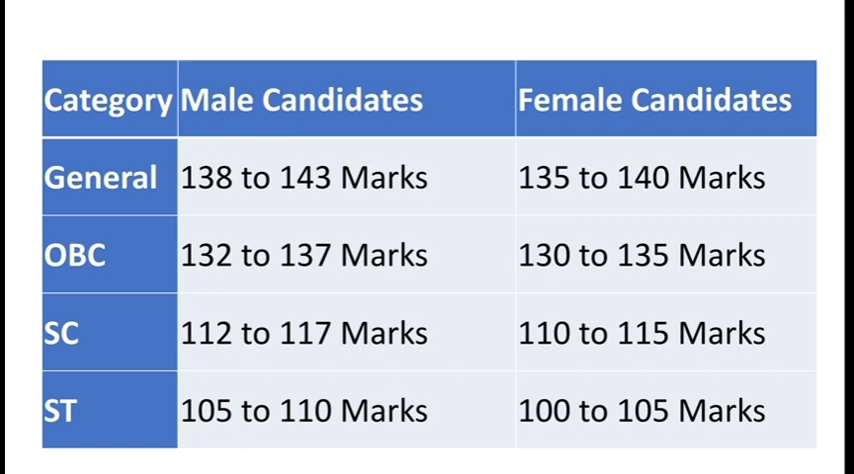 Category Male Candidates Female Candidates
General 138 to 143 Marks 135 to 140 Marks
OBC 132 to 137 Marks 130 to 135 Marks
SC 112 to 117 Marks 110 to 115 Marks
ST 105 to 110 Marks 100 to 105 Marks